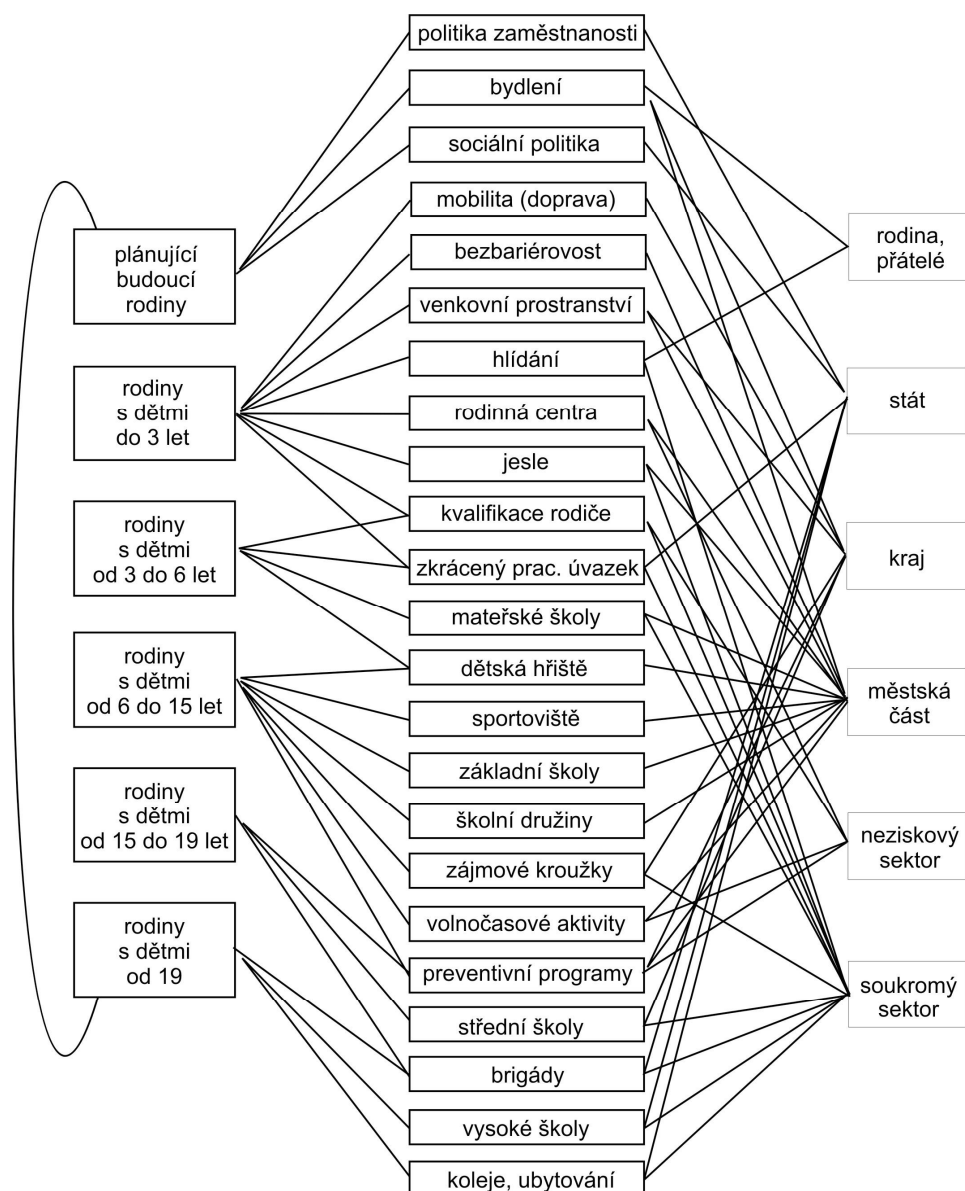 plánující
budoucí
rodiny
rodiny
s dětmi
do 3 let
rodiny
s dětmi
od 3 do 6 let
rodiny
s dětmi
od 6 do 15 let
rodiny
s dětmi
od 15 do 19 let
rodiny
s dětmi
od 19
politika zaměstnanosti
bydlení
sociální politika
mobilita (doprava)
bezbariérovost
venkovní prostranství
hlídání
rodinná centra
jesle
kvalifikace rodiče
zkrácený prac. úvazek
mateřské školy
dětská hřiště
sportoviště
základní školy
školní družiny
zájmové kroužky
volnočasové aktivity
preventivní programy
střední školy
brigády
vysoké školy
koleje, ubytování
rodina,
přátelé
stát
kraj
městská
část
neziskový
sektor
soukromý
sektor